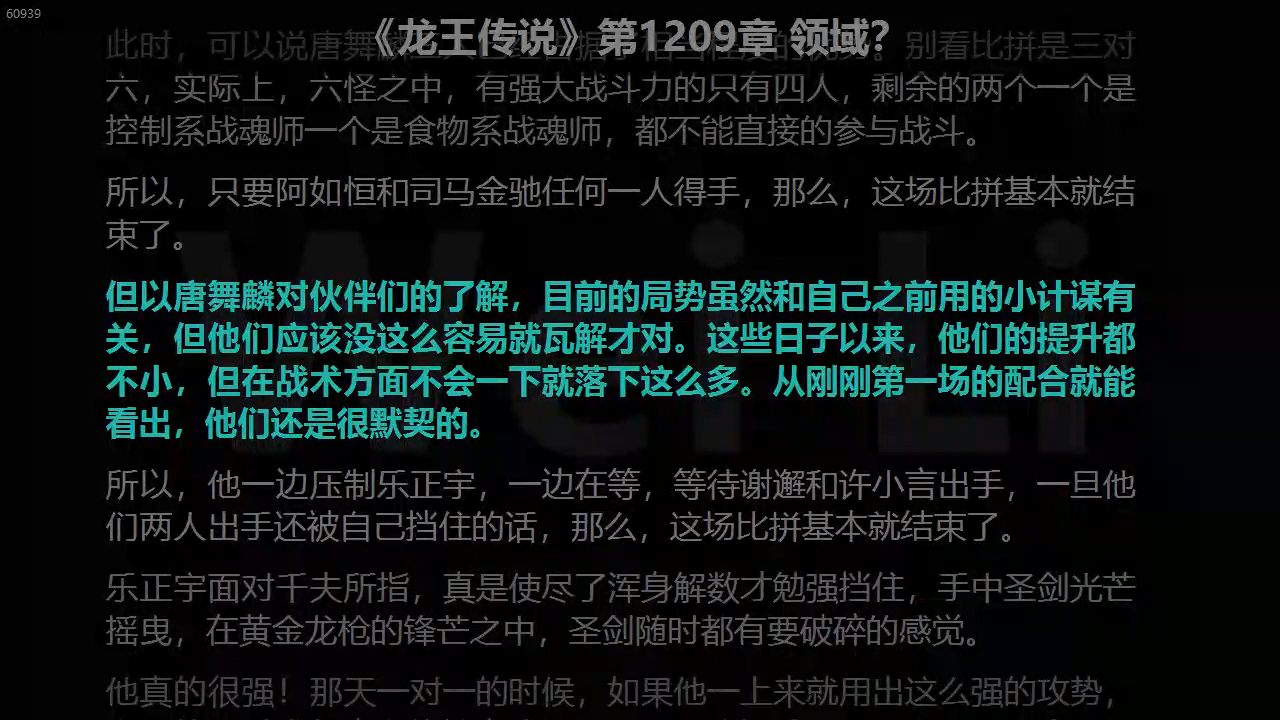 60939
《龙王传说》第1209章 领域？
别看比拼是三对
六，实际上，六怪之中，有强大战斗力的只有四人，剩余的两个一个是
控制系战魂师一个是食物系战魂师，都不能直接的参与战斗。
所以，只要阿如恒和司马金驰任何一人得手，那么，这场比拼基本就结
束了。
但以唐舞麟对伙伴们的了解，目前的局势虽然和自己之前用的小计谋有
关，但他们应该没这么容易就瓦解才对。这些日子以来，他们的提升都
不小，但在战术方面不会一下就落下这么多。从刚刚第一场的配合就能
看出，他们还是很默契的。
所以，他一边压制乐正宇，一边在等，等待谢邂和许小言出手，一旦他
们两人出手还被自己挡住的话，那么，这场比拼基本就结束了。
乐正宇面对千夫所指，真是使尽了浑身解数才勉强挡住，手中圣剑光芒
摇曳，在黄金龙枪的锋芒之中，圣剑随时都有要破碎的感觉。
他真的很强！那天一对一的时候，如果他一上来就用出这么强的攻势，
Wei Li